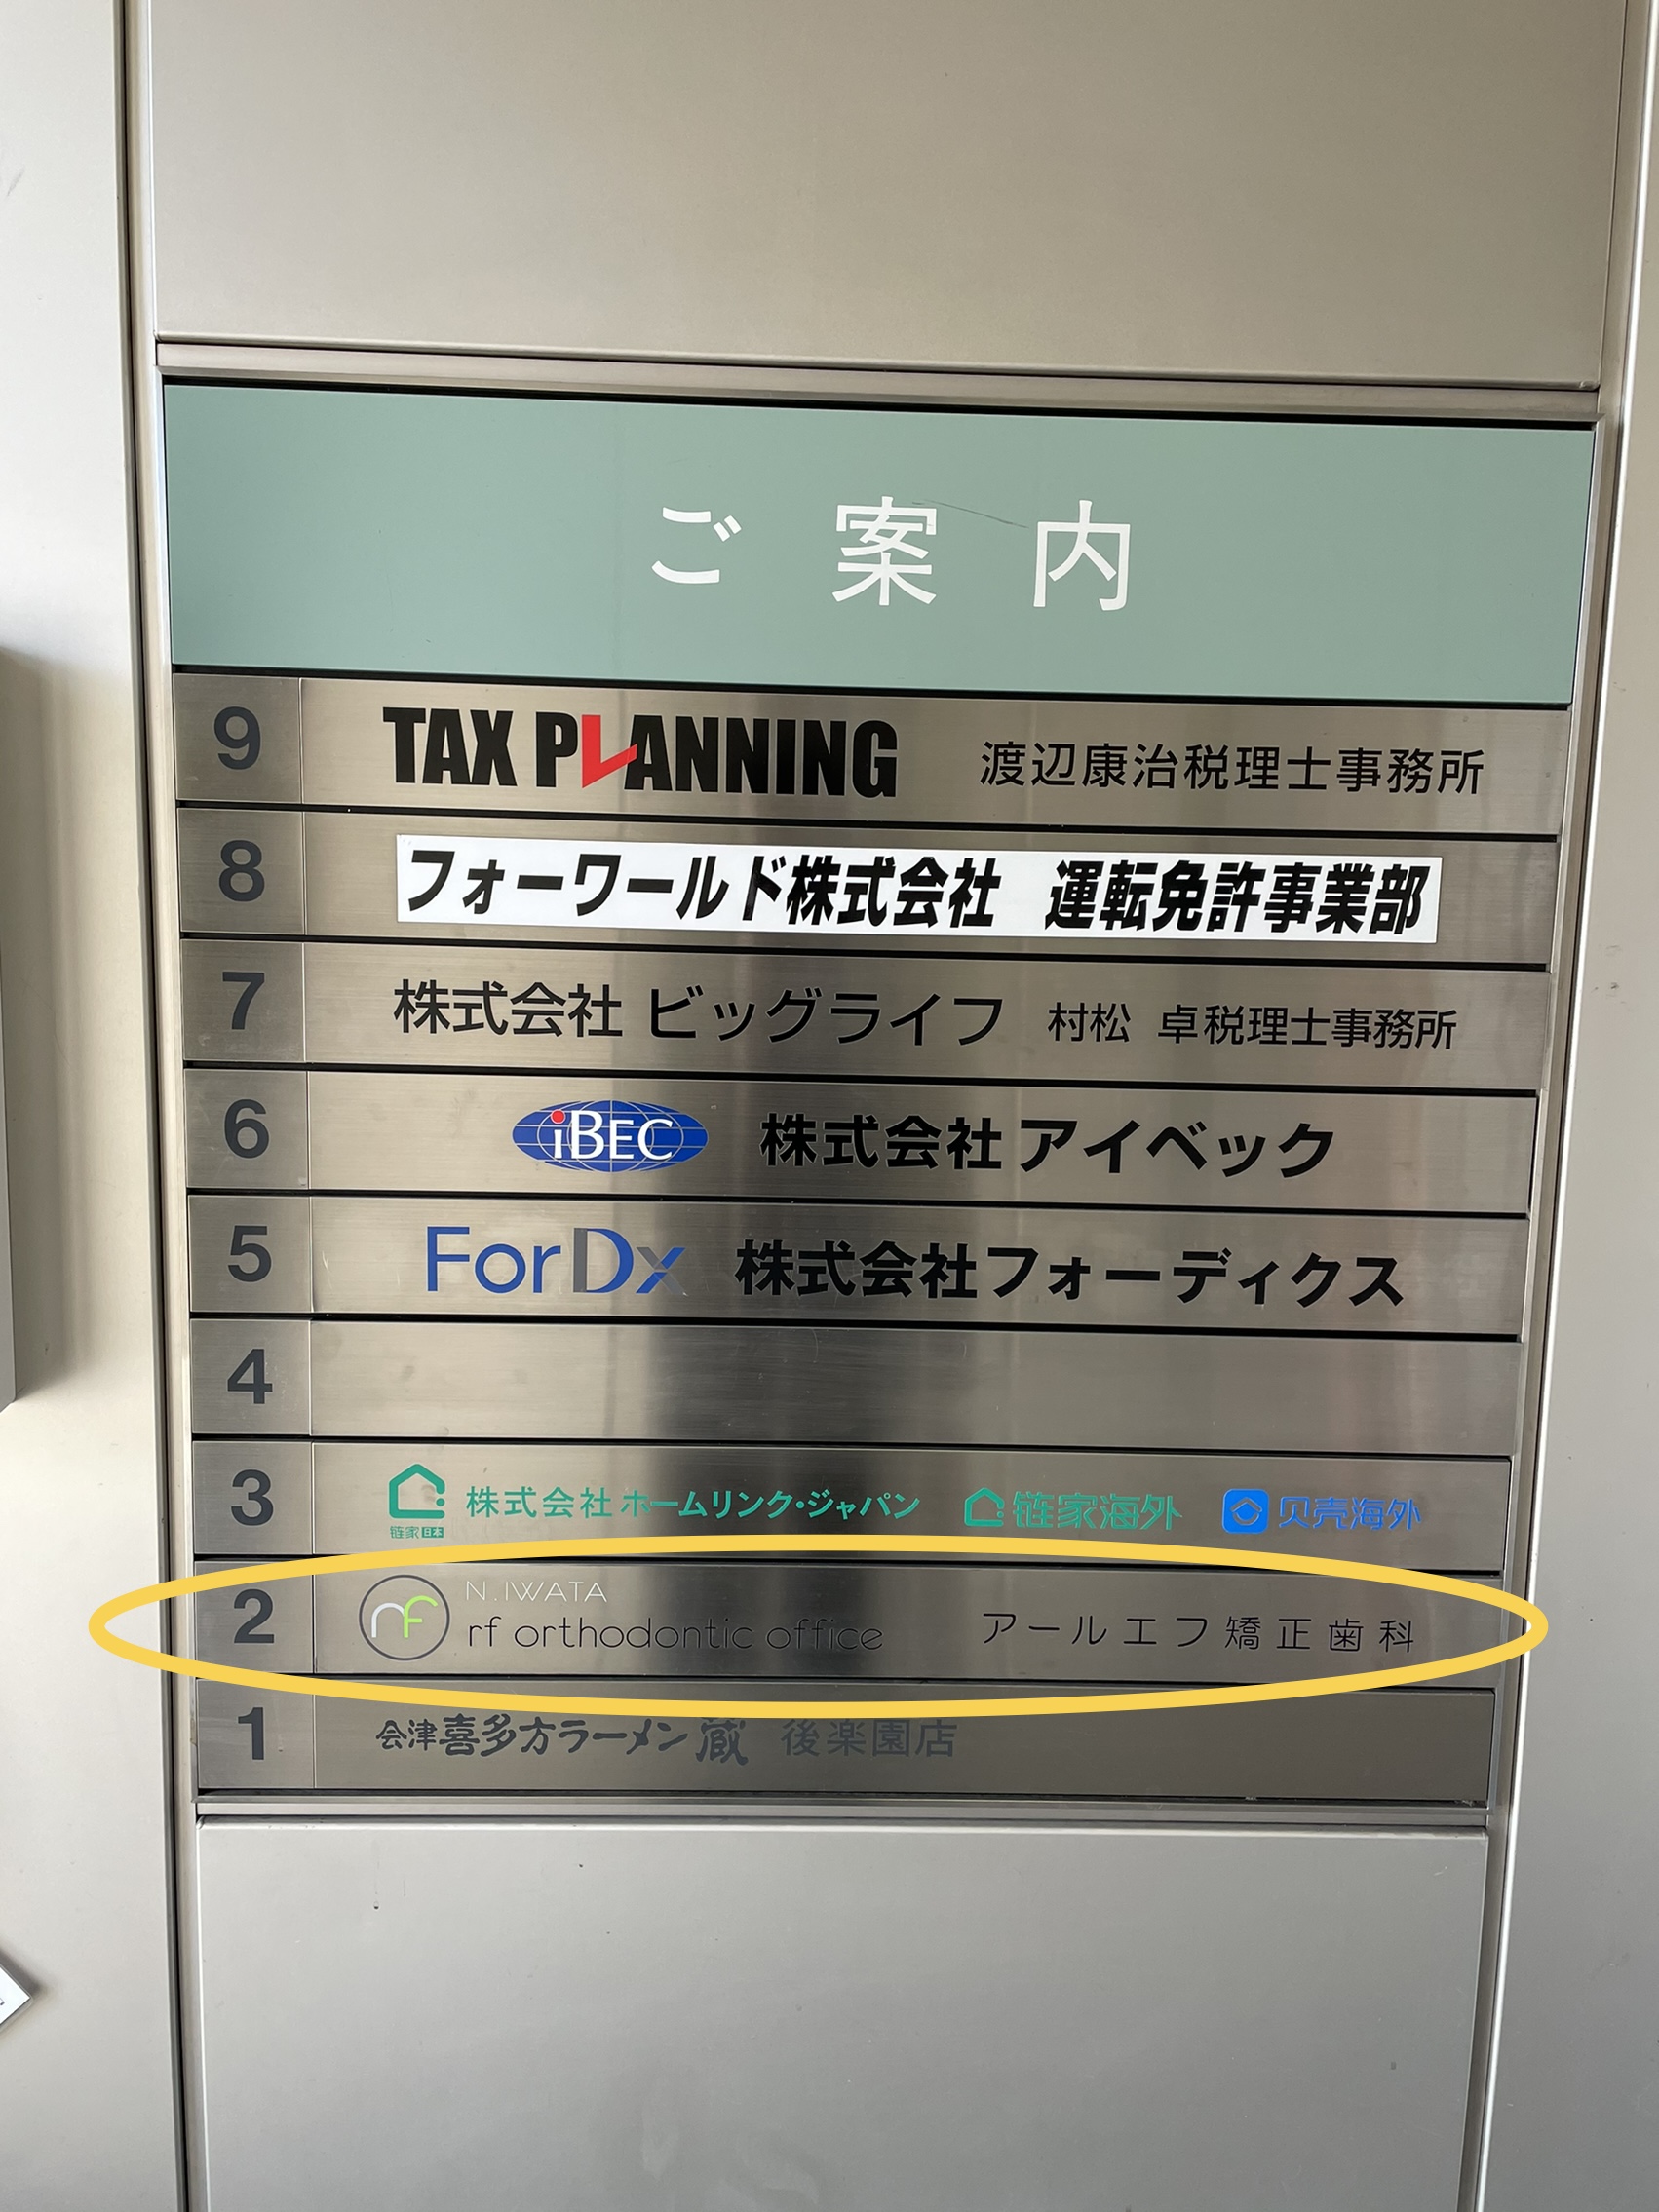 ご案内
9 TAX PLANNING 渡辺康治税理士事務所
8 フォーワールド株式会社 運転免許事業部
7 株式会社 ビッグライフ 村松 卓税理士事務所
6 iBEC 株式会社アイベック
5 ForDx 株式会社フォーディクス
4
3 链家日本 株式会社ホームリンク・ジャパン 链家海外 贝壳海外
2 rf N.IWATA
rf orthodontic office アールエフ矯正歯科
1 会津喜多方ラーメン蔵 後楽園店